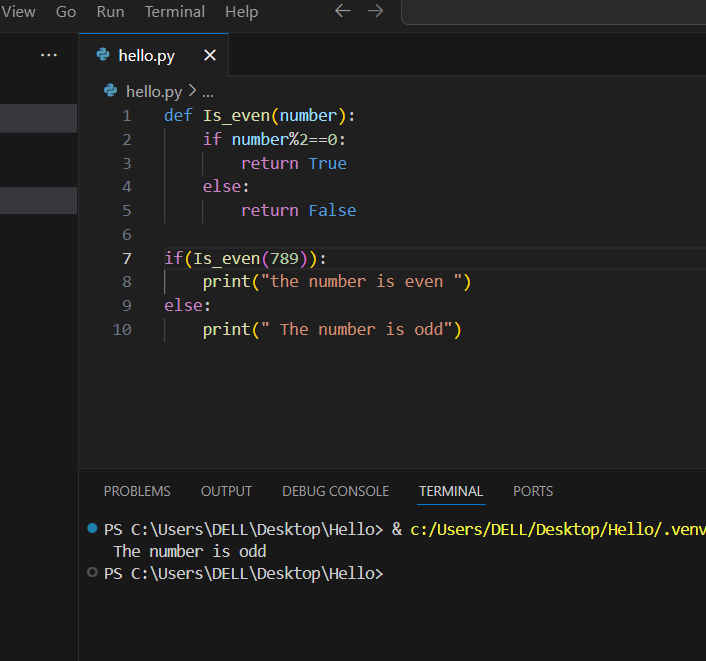 View Go Run Terminal Help
... hello.py
hello.py > ...
1 def Is_even(number):
2     if number%2==0:
3         return True
4     else:
5         return False
6
7 if(Is_even(789)):
8     print("the number is even ")
9 else:
10     print(" The number is odd")
PROBLEMS OUTPUT DEBUG CONSOLE TERMINAL PORTS
PS C:\Users\DELL\Desktop\Hello> & c:/Users/DELL/Desktop/Hello/.venv
 The number is odd
PS C:\Users\DELL\Desktop\Hello>